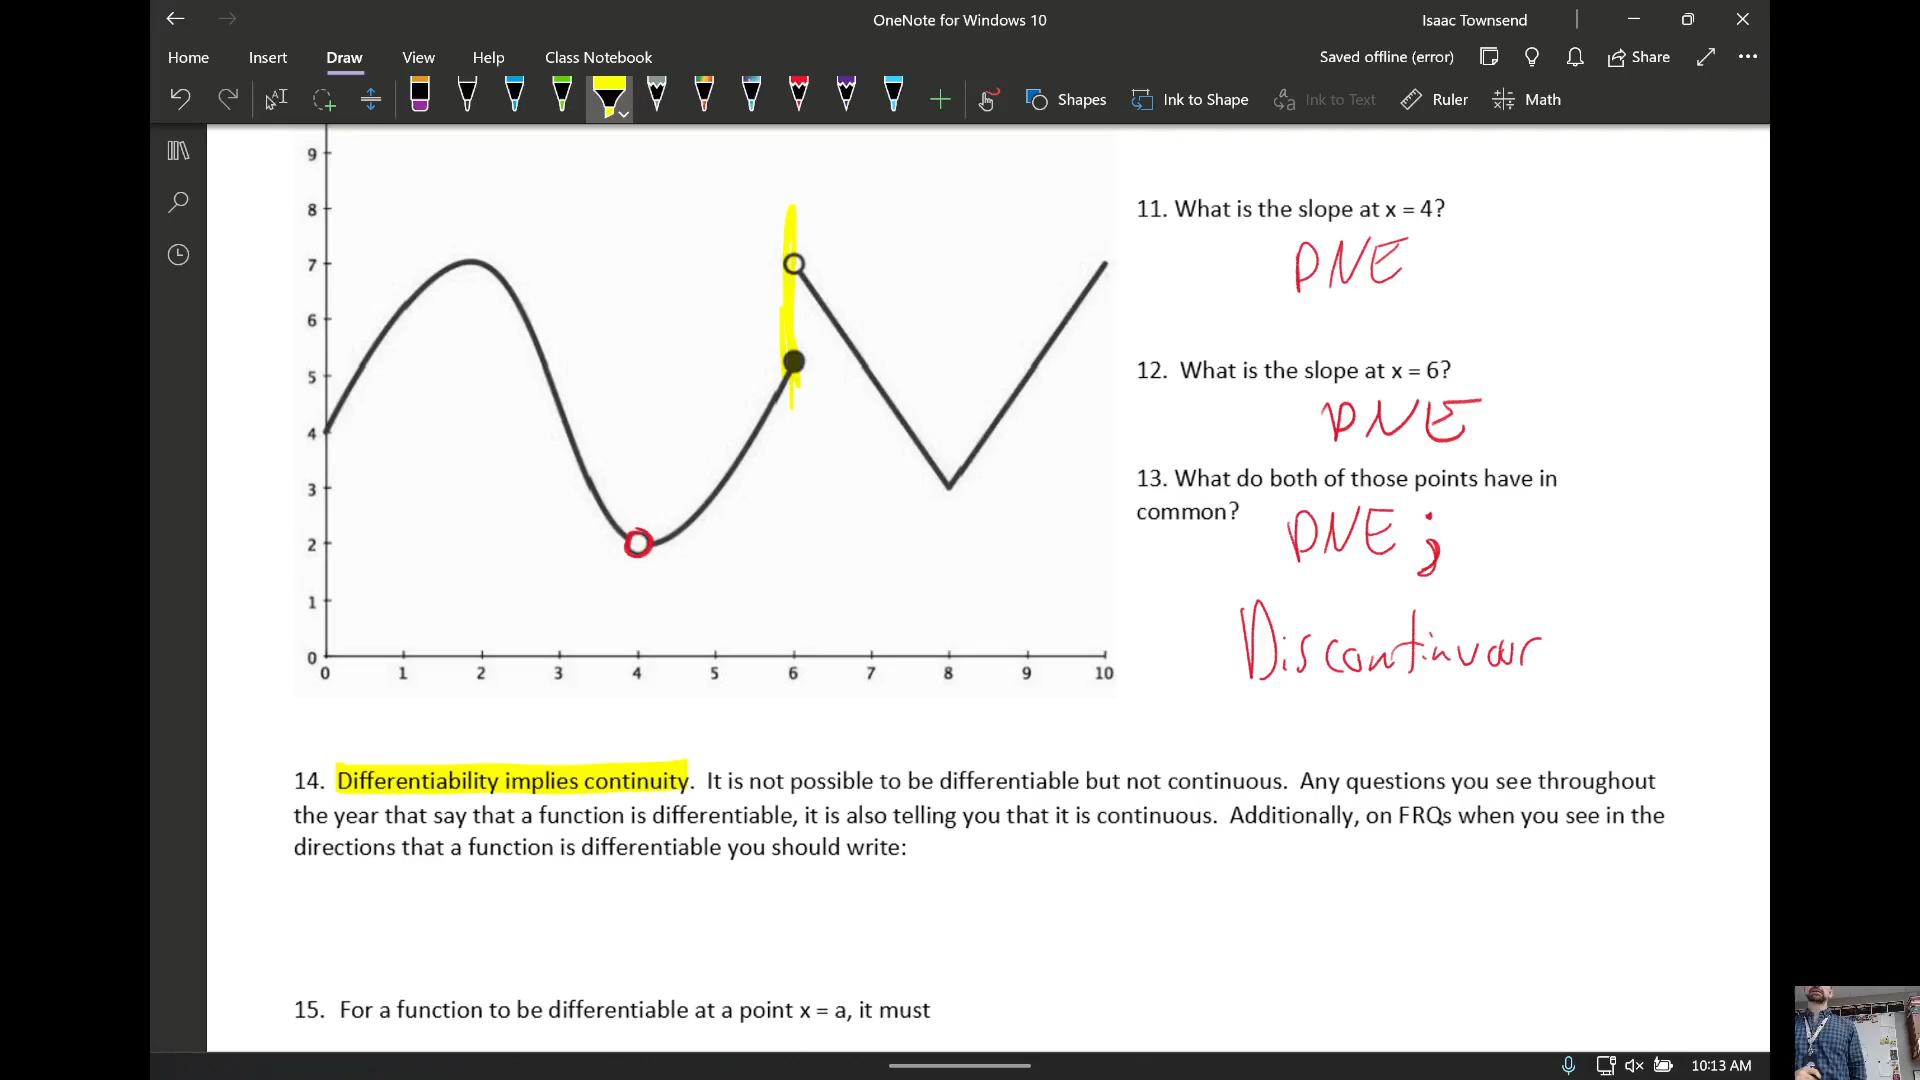 OneNote for Windows 10
Isaac Townsend
Home Insert Draw View Help Class Notebook
Saved offline (error)
Share
Shapes
Ink to Shape
Ink to Text
Ruler
Math
9
8
7
6
5
4
3
2
1
0
0 1 2 3 4 5 6 7 8 9 10
11. What is the slope at x = 4?
DNE
12. What is the slope at x = 6?
DNE
13. What do both of those points have in
common?
DNE ;
Discontinuous
14. Differentiability implies continuity. It is not possible to be differentiable but not continuous. Any questions you see throughout
the year that say that a function is differentiable, it is also telling you that it is continuous. Additionally, on FRQs when you see in the
directions that a function is differentiable you should write:
15. For a function to be differentiable at a point x = a, it must
10:13 AM